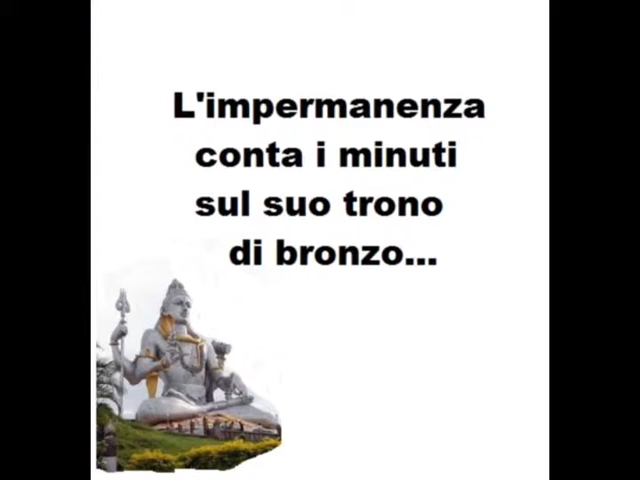 L'impermanenza
conta i minuti
sul suo trono
di bronzo...